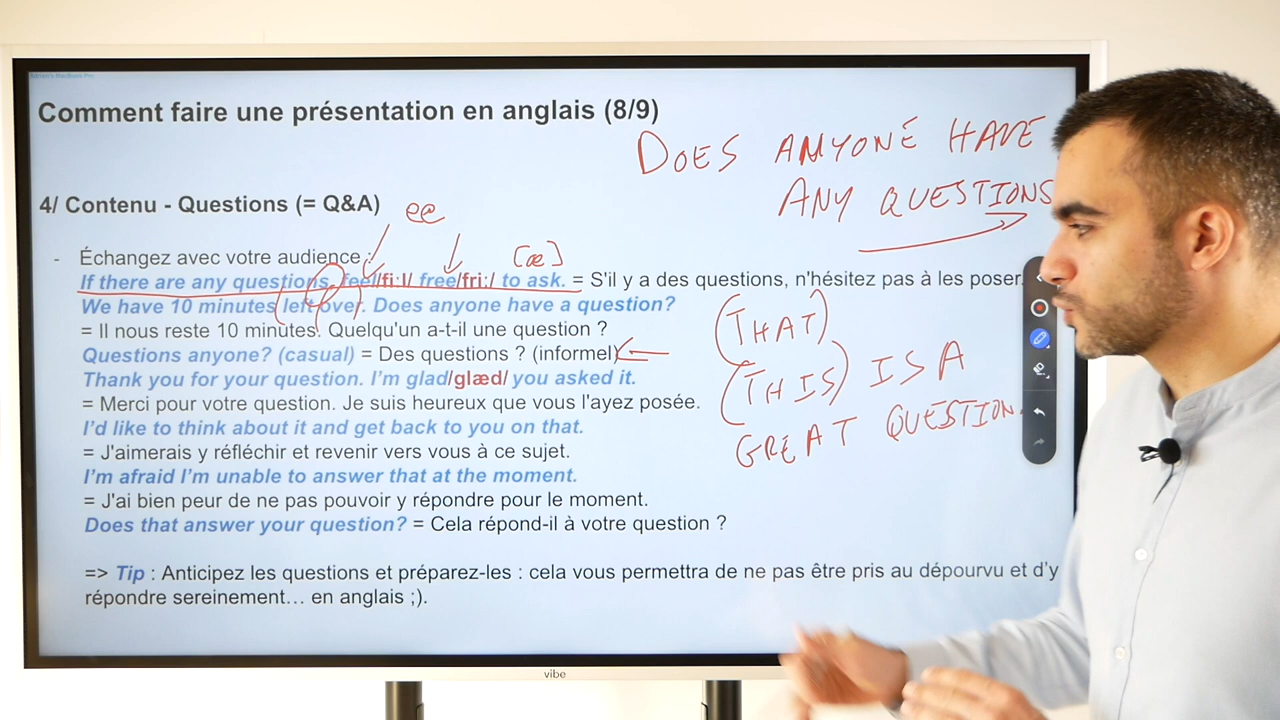 Comment faire une présentation en anglais (8/9)
DOES ANYONE HAVE
ANY QUESTIONS
4/ Contenu - Questions (= Q&A)
ee
- Échangez avec votre audience :
[æ]
If there are any questions, feel/fi:l/ free/fri:/ to ask. = S'il y a des questions, n'hésitez pas à les poser.
We have 10 minutes left over. Does anyone have a question?
= Il nous reste 10 minutes. Quelqu'un a-t-il une question ?
Questions anyone? (casual) = Des questions ? (informel)
Thank you for your question. I'm glad/glæd/ you asked it.
= Merci pour votre question. Je suis heureux que vous l'ayez posée.
I'd like to think about it and get back to you on that.
= J'aimerais y réfléchir et revenir vers vous à ce sujet.
I'm afraid I'm unable to answer that at the moment.
= J'ai bien peur de ne pas pouvoir y répondre pour le moment.
Does that answer your question? = Cela répond-il à votre question ?
(THAT)
(THIS) IS A
GREAT QUESTION.
=> Tip : Anticipez les questions et préparez-les : cela vous permettra de ne pas être pris au dépourvu et d'y
répondre sereinement… en anglais ;).
vibe